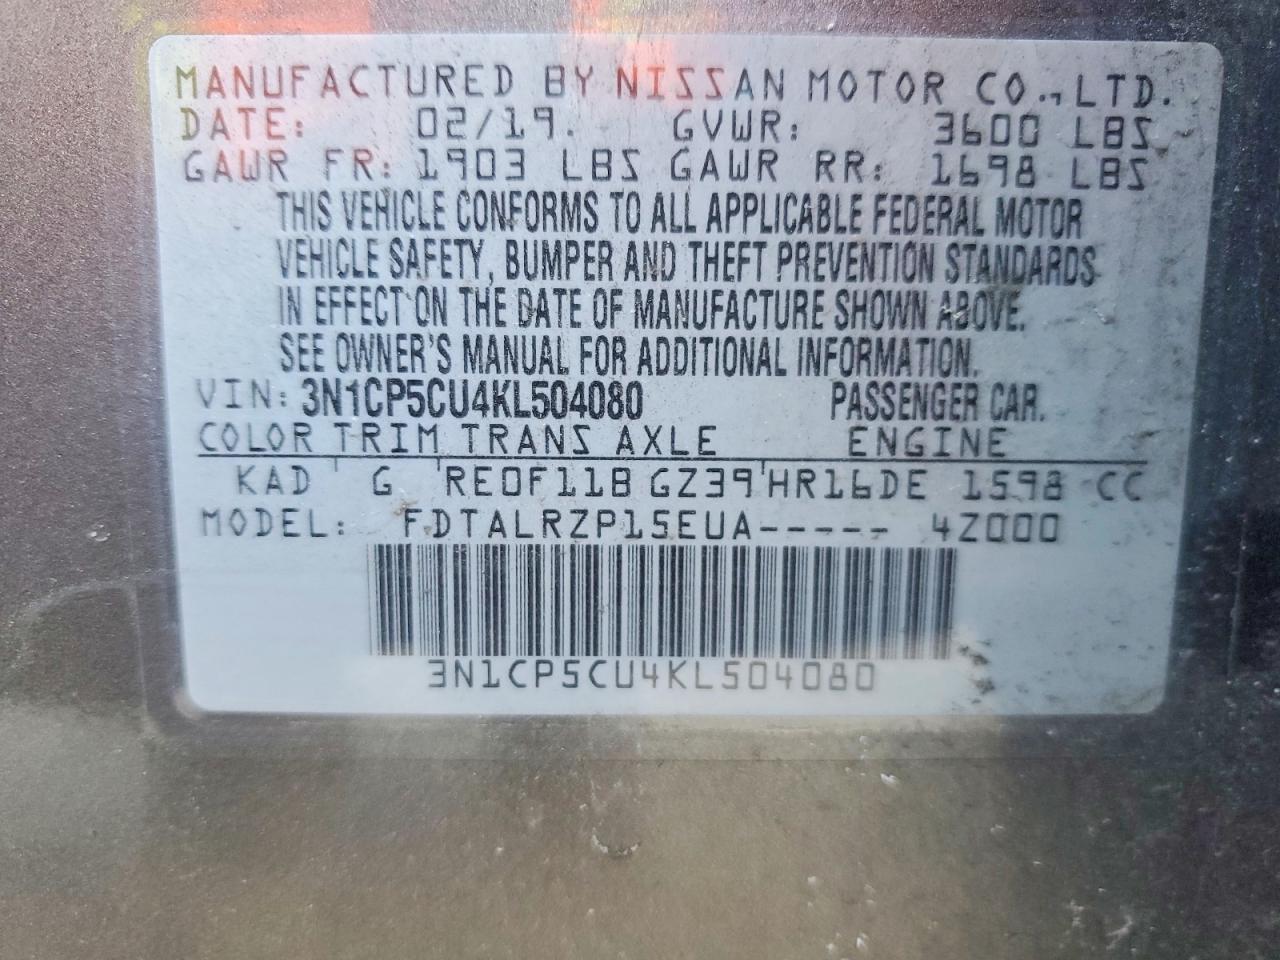 MANUFACTURED BY NISSAN MOTOR CO., LTD.
DATE: 02/19. GVWR: 3600 LBS
GAWR FR: 1903 LBS GAWR RR: 1698 LBS
THIS VEHICLE CONFORMS TO ALL APPLICABLE FEDERAL MOTOR
VEHICLE SAFETY, BUMPER AND THEFT PREVENTION STANDARDS
IN EFFECT ON THE DATE OF MANUFACTURE SHOWN ABOVE.
SEE OWNER'S MANUAL FOR ADDITIONAL INFORMATION.
VIN: 3N1CP5CU4KL504080 PASSENGER CAR.
COLOR TRIM TRANS AXLE ENGINE
KAD G RE0F11B GZ39 HR16DE 1598 CC
MODEL: FDTALRZP15EUA----- 4Z000
3N1CP5CU4KL504080